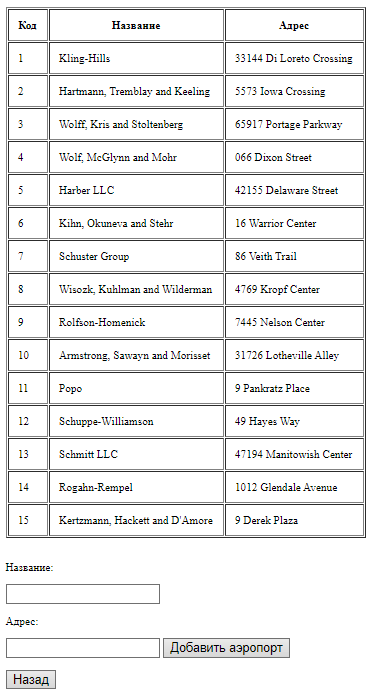 Код Название Адрес
1 Kling-Hills 33144 Di Loreto Crossing
2 Hartmann, Tremblay and Keeling 5573 Iowa Crossing
3 Wolff, Kris and Stoltenberg 65917 Portage Parkway
4 Wolf, McGlynn and Mohr 066 Dixon Street
5 Harber LLC 42155 Delaware Street
6 Kihn, Okuneva and Stehr 16 Warrior Center
7 Schuster Group 86 Veith Trail
8 Wisozk, Kuhlman and Wilderman 4769 Kropf Center
9 Rolfson-Homenick 7445 Nelson Center
10 Armstrong, Sawayn and Morisset 31726 Lotheville Alley
11 Popo 9 Pankratz Place
12 Schuppe-Williamson 49 Hayes Way
13 Schmitt LLC 47194 Manitowish Center
14 Rogahn-Rempel 1012 Glendale Avenue
15 Kertzmann, Hackett and D'Amore 9 Derek Plaza
Название:
Адрес:
Добавить аэропорт
Назад